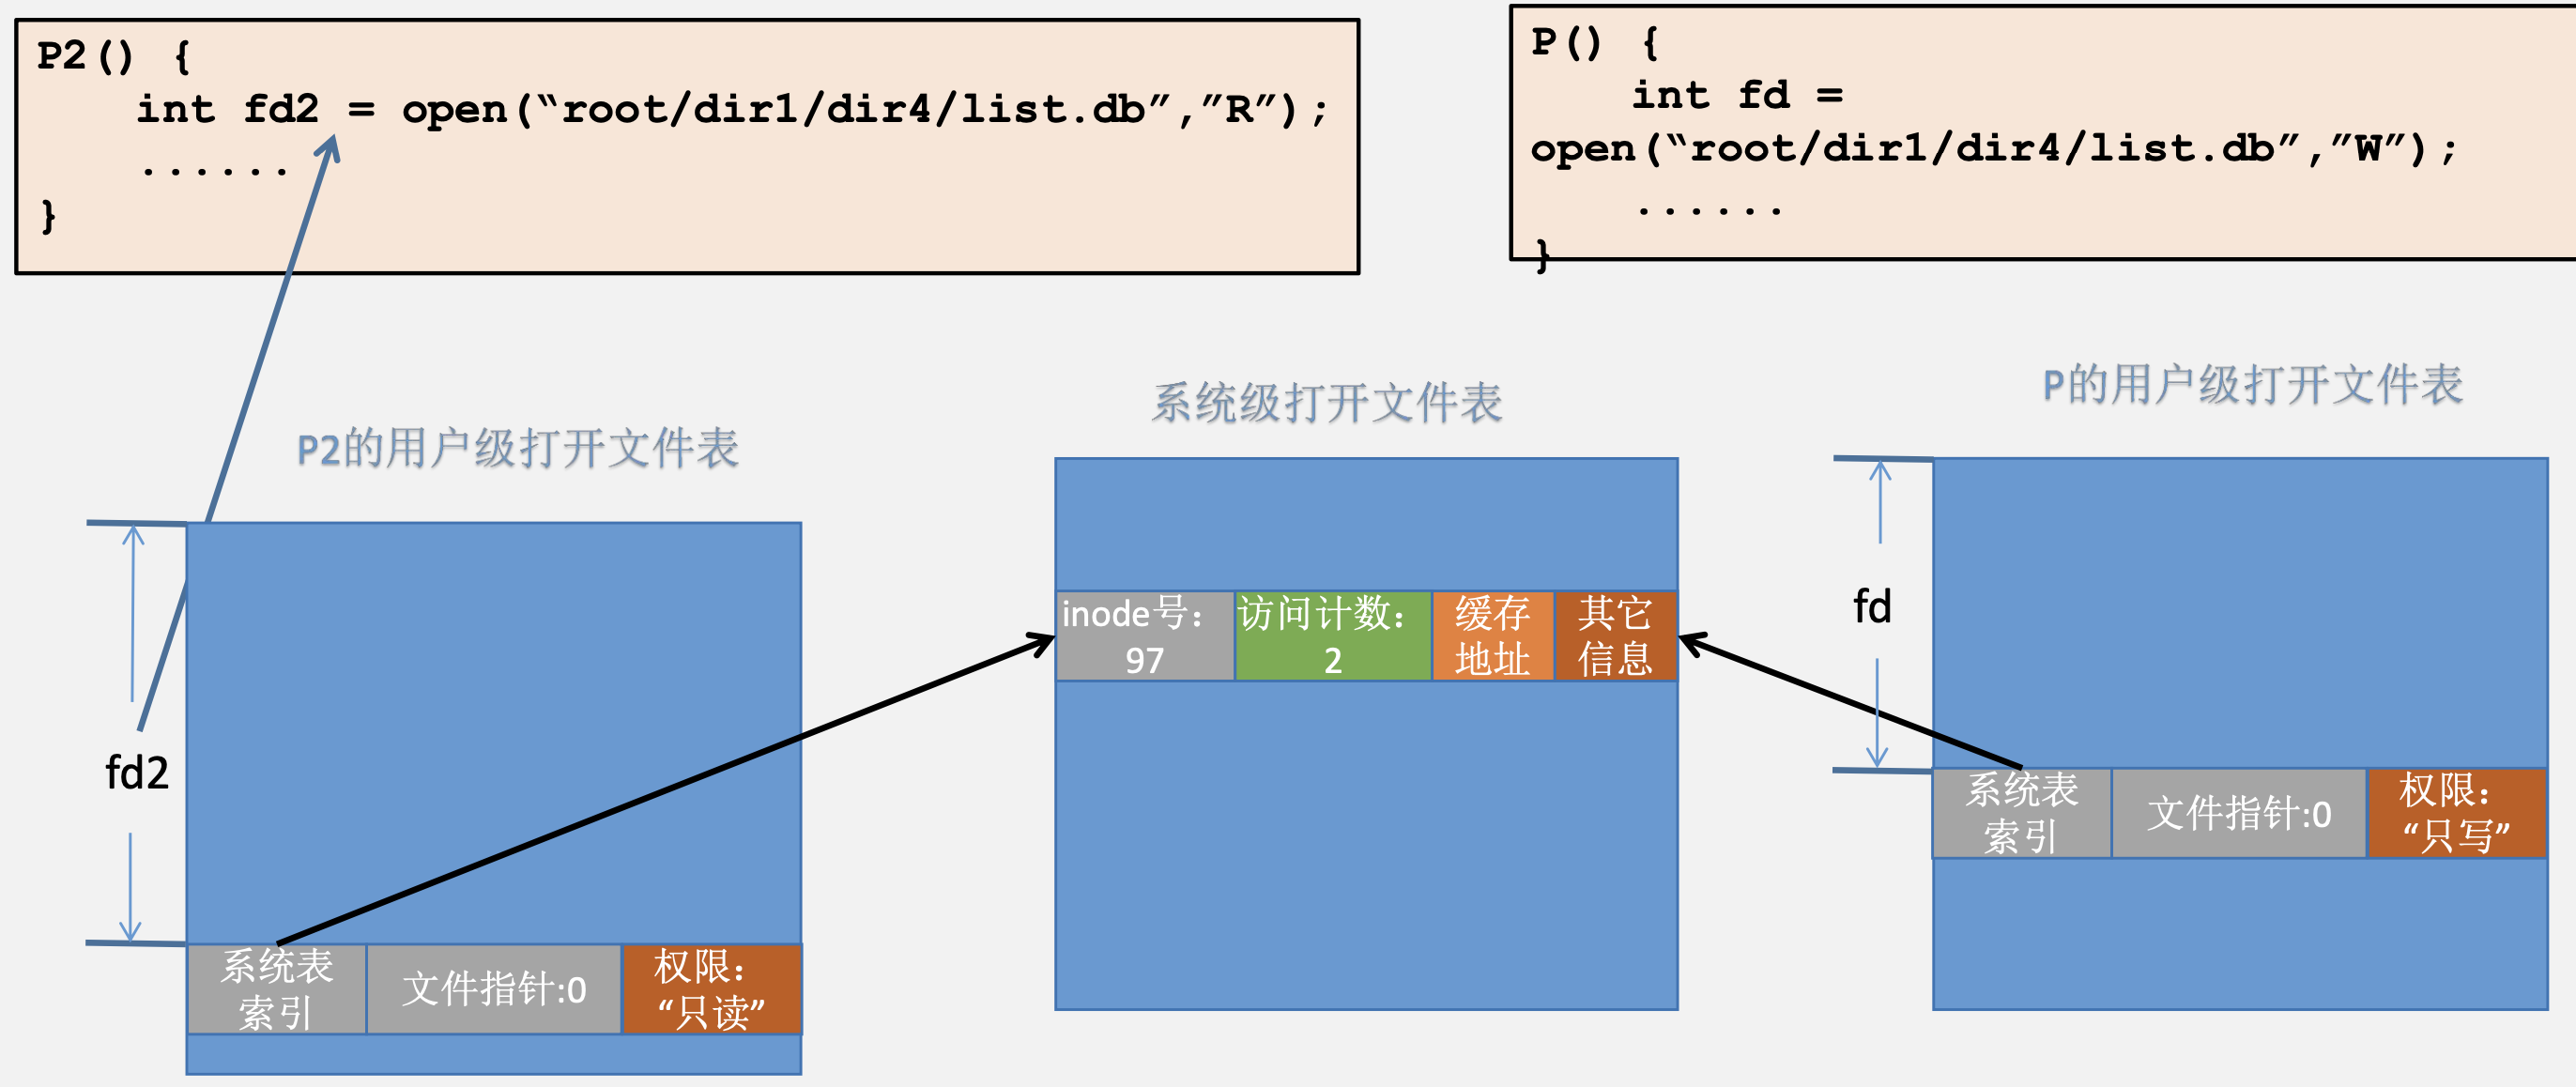 P2() {
int fd2 = open(“root/dir1/dir4/list.db”,”R”);
......
}
P() {
int fd =
open(“root/dir1/dir4/list.db”,”W”);
......
}
P2的用户级打开文件表
系统级打开文件表
P的用户级打开文件表
fd2
系统表
索引
文件指针:0
权限：
“只读”
inode号：
97
访问计数：
2
缓存
地址
其它
信息
fd
系统表
索引
文件指针:0
权限：
“只写”